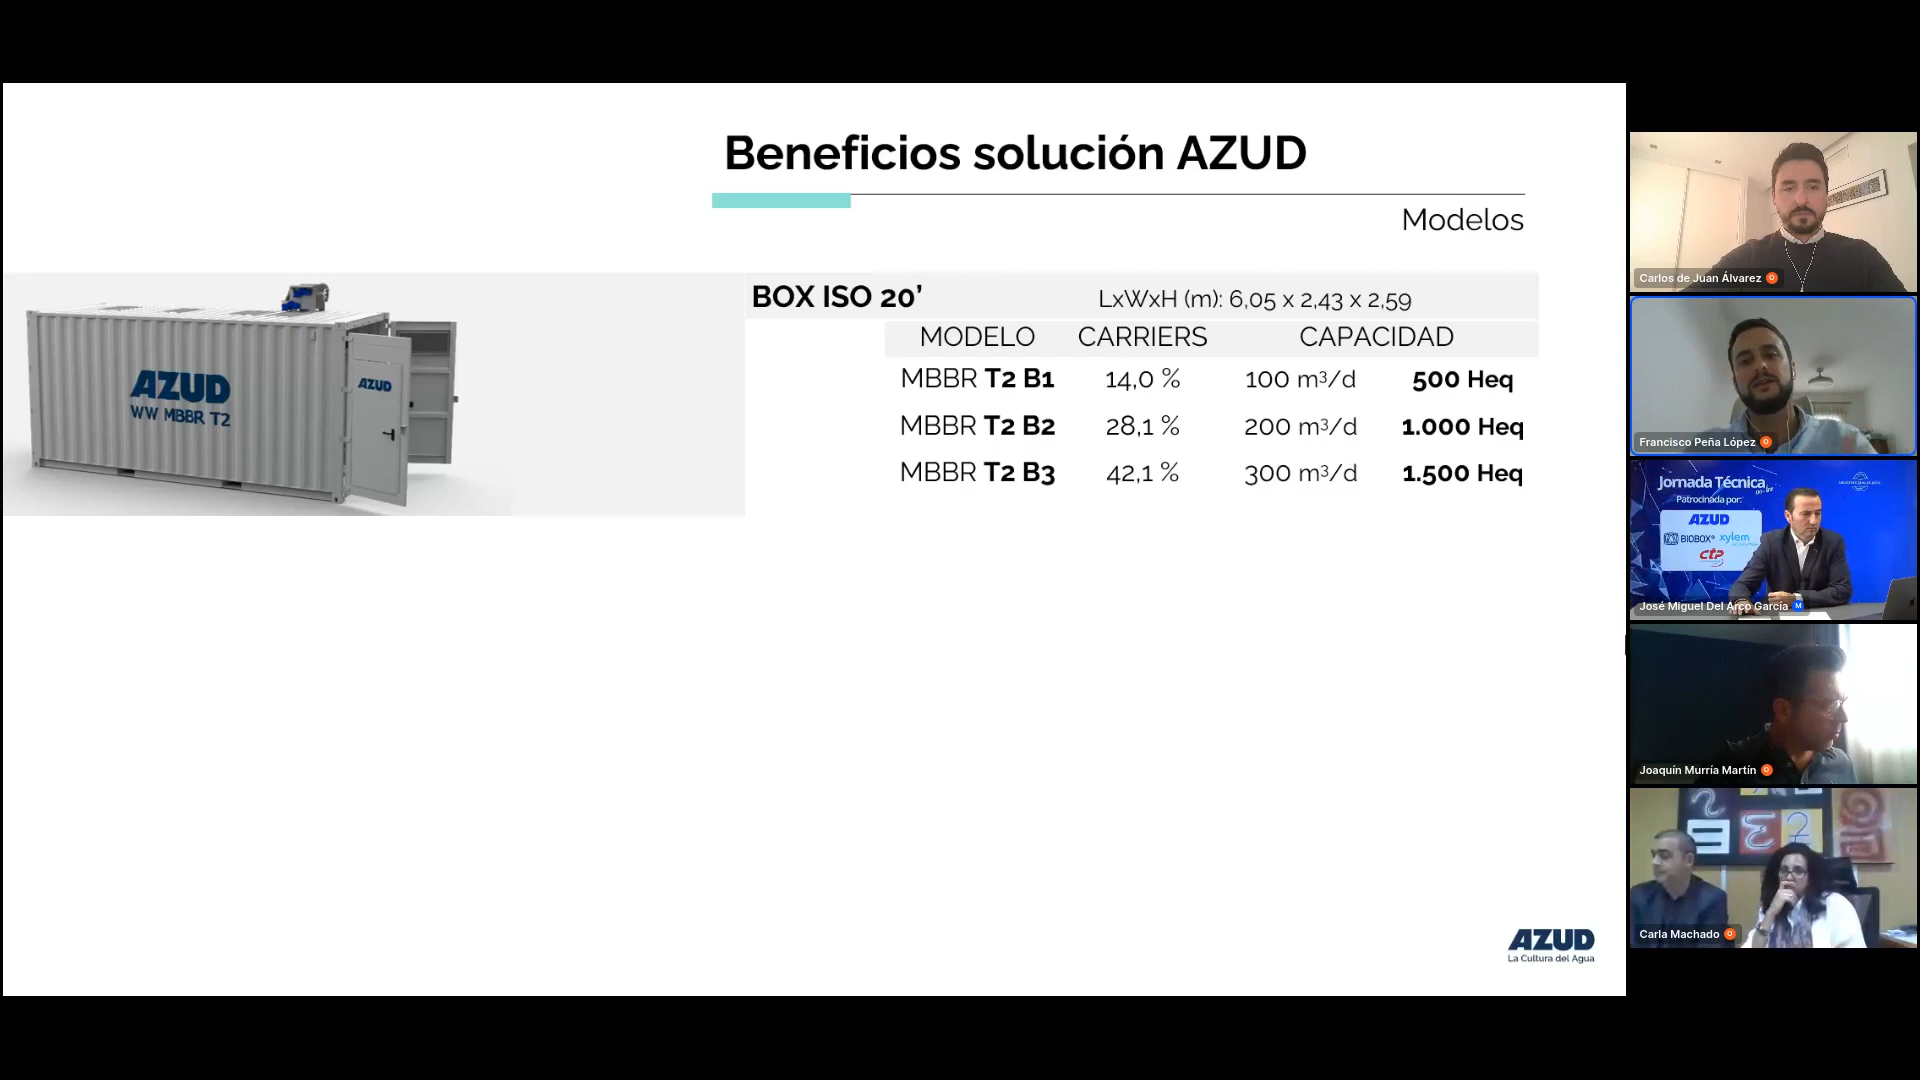 Beneficios solución AZUD
Modelos
BOX ISO 20’
LxWxH (m): 6,05 x 2,43 x 2,59
MODELO CARRIERS CAPACIDAD
MBBR T2 B1 14,0 % 100 m³/d 500 Heq
MBBR T2 B2 28,1 % 200 m³/d 1.000 Heq
MBBR T2 B3 42,1 % 300 m³/d 1.500 Heq
AZUD
WW MBBR T2
AZUD
AZUD
La Cultura del Agua
Carlos de Juan Álvarez
Francisco Peña López
Jornada Técnica
on-line
Patrocinada por:
AZUD
BIOBOX® xylem
ctp
José Miguel Del Arco García M
Joaquín Murría Martín
Carla Machado